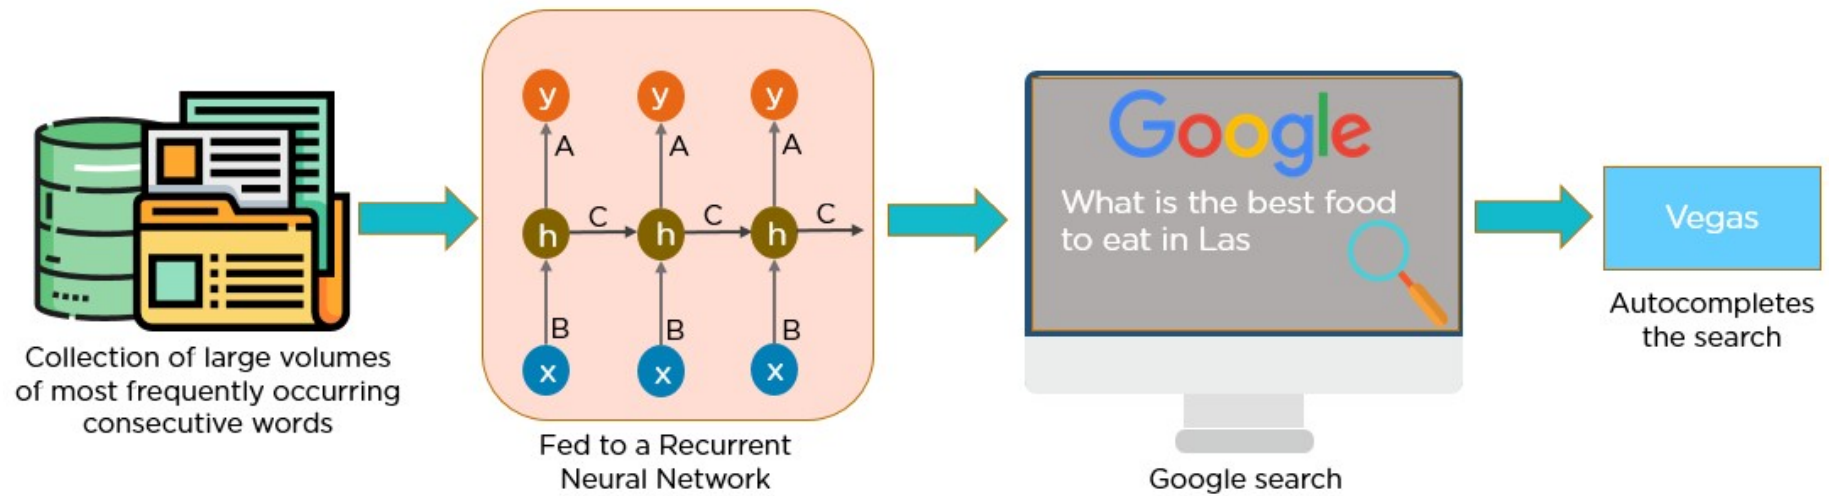 Collection of large volumes
of most frequently occurring
consecutive words
y y y
A A A
h C h C h C
B B B
x x x
Fed to a Recurrent
Neural Network
Google
What is the best food
to eat in Las
Google search
Vegas
Autocompletes
the search